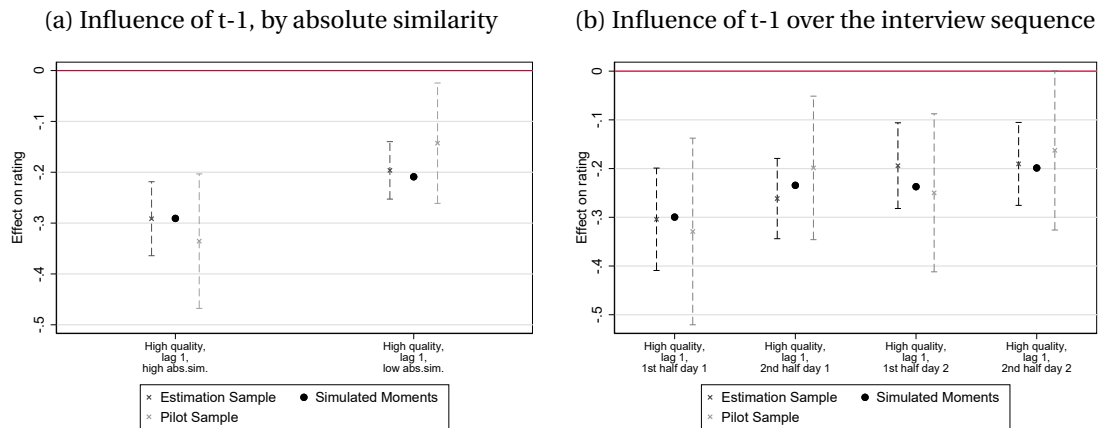 (a) Influence of t-1, by absolute similarity
Effect on rating
0
-.1
-.2
-.3
-.4
-.5
High quality,
lag 1,
high abs.sim.
High quality,
lag 1,
low abs.sim.
Estimation Sample
Simulated Moments
Pilot Sample
(b) Influence of t-1 over the interview sequence
Effect on rating
0
-.1
-.2
-.3
-.4
-.5
High quality,
lag 1,
1st half day 1
High quality,
lag 1,
2nd half day 1
High quality,
lag 1,
1st half day 2
High quality,
lag 1,
2nd half day 2
Estimation Sample
Simulated Moments
Pilot Sample